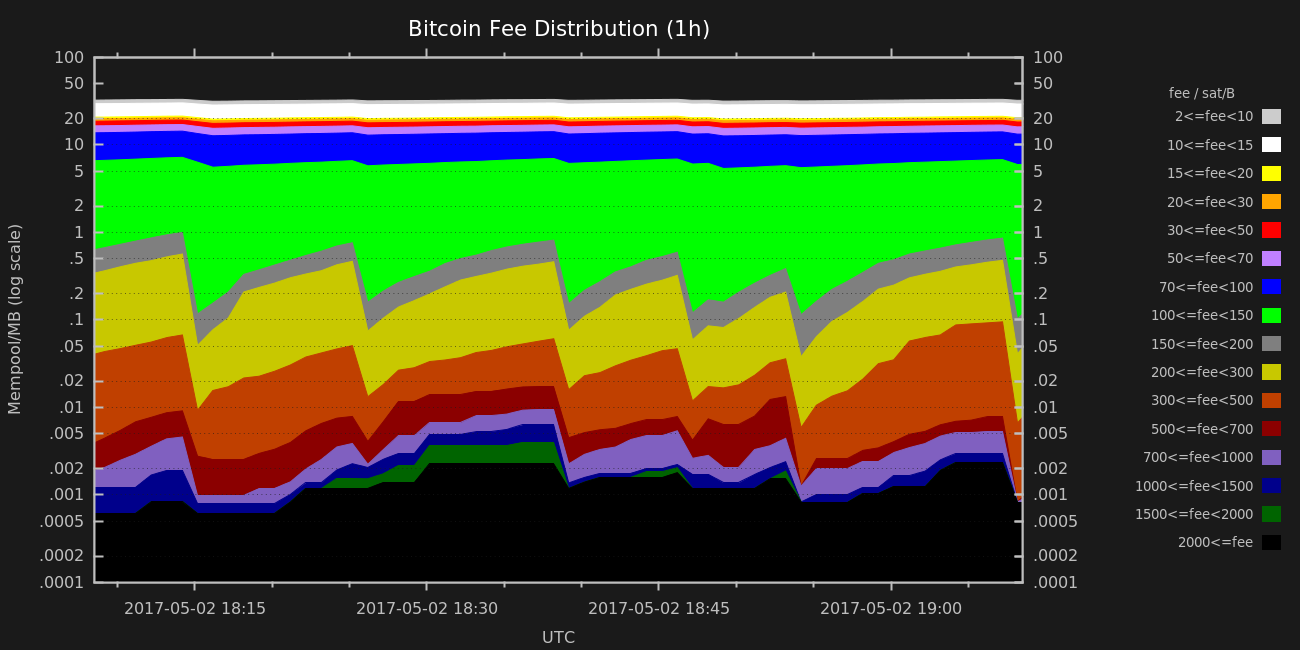 Bitcoin Fee Distribution (1h)
Mempool/MB (log scale)
100
50
20
10
5
2
1
.5
.2
.1
.05
.02
.01
.005
.002
.001
.0005
.0002
.0001
100
50
20
10
5
2
1
.5
.2
.1
.05
.02
.01
.005
.002
.001
.0005
.0002
.0001
2017-05-02 18:15
2017-05-02 18:30
2017-05-02 18:45
2017-05-02 19:00
UTC
fee / sat/B
2<=fee<10
10<=fee<15
15<=fee<20
20<=fee<30
30<=fee<50
50<=fee<70
70<=fee<100
100<=fee<150
150<=fee<200
200<=fee<300
300<=fee<500
500<=fee<700
700<=fee<1000
1000<=fee<1500
1500<=fee<2000
2000<=fee